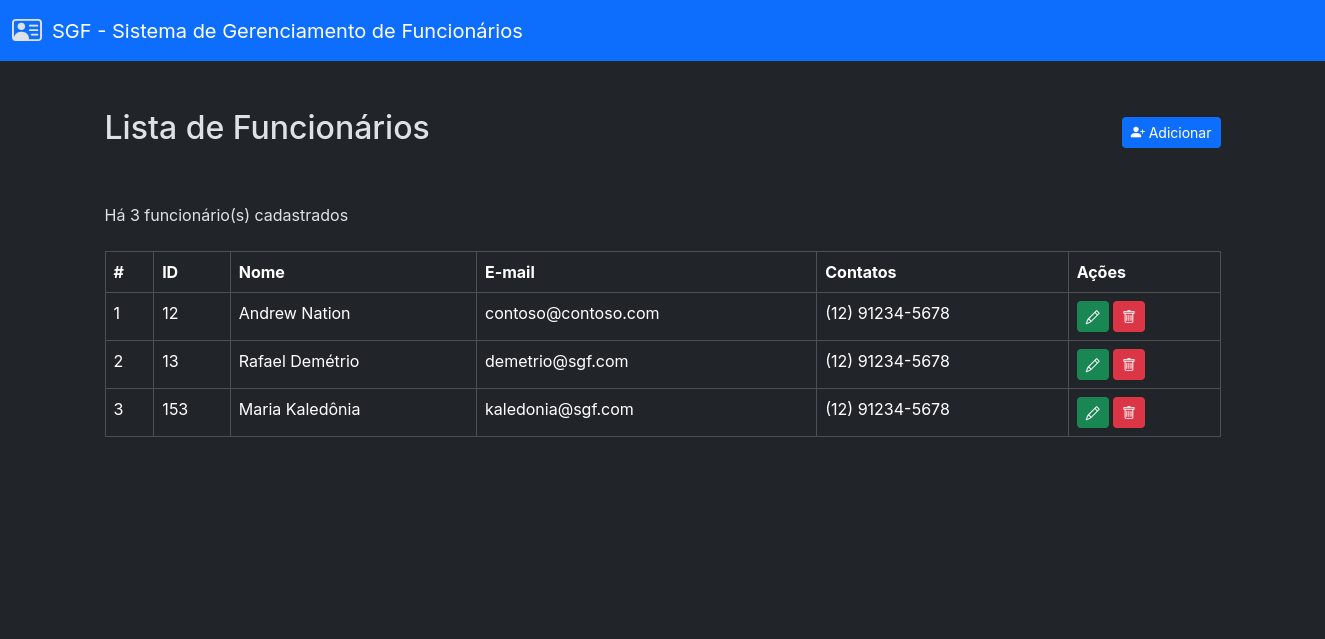 SGF - Sistema de Gerenciamento de Funcionários
Lista de Funcionários
Adicionar
Há 3 funcionário(s) cadastrados
# ID Nome E-mail Contatos Ações
1 12 Andrew Nation contoso@contoso.com (12) 91234-5678
2 13 Rafael Demétrio demetrio@sgf.com (12) 91234-5678
3 153 Maria Kaledônia kaledonia@sgf.com (12) 91234-5678